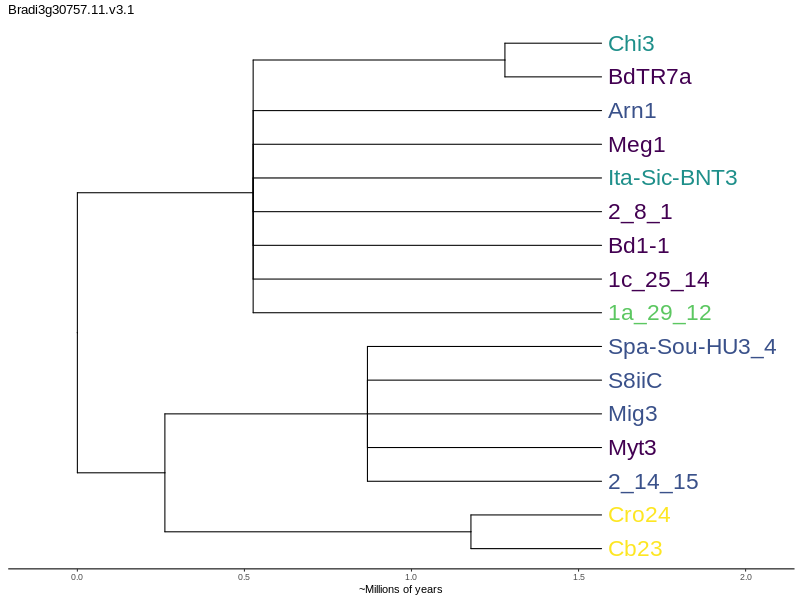 Bradi3g30757.11.v3.1
Chi3
BdTR7a
Arn1
Meg1
Ita-Sic-BNT3
2_8_1
Bd1-1
1c_25_14
1a_29_12
Spa-Sou-HU3_4
S8iiC
Mig3
Myt3
2_14_15
Cro24
Cb23
0.0 0.5 1.0 1.5 2.0
~Millions of years